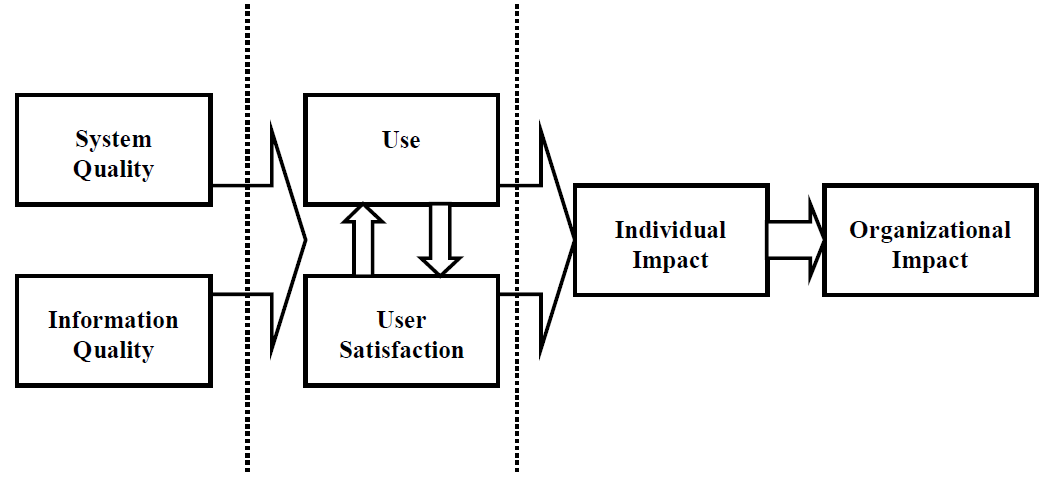 System
Quality
Use
Information
Quality
User
Satisfaction
Individual
Impact
Organizational
Impact